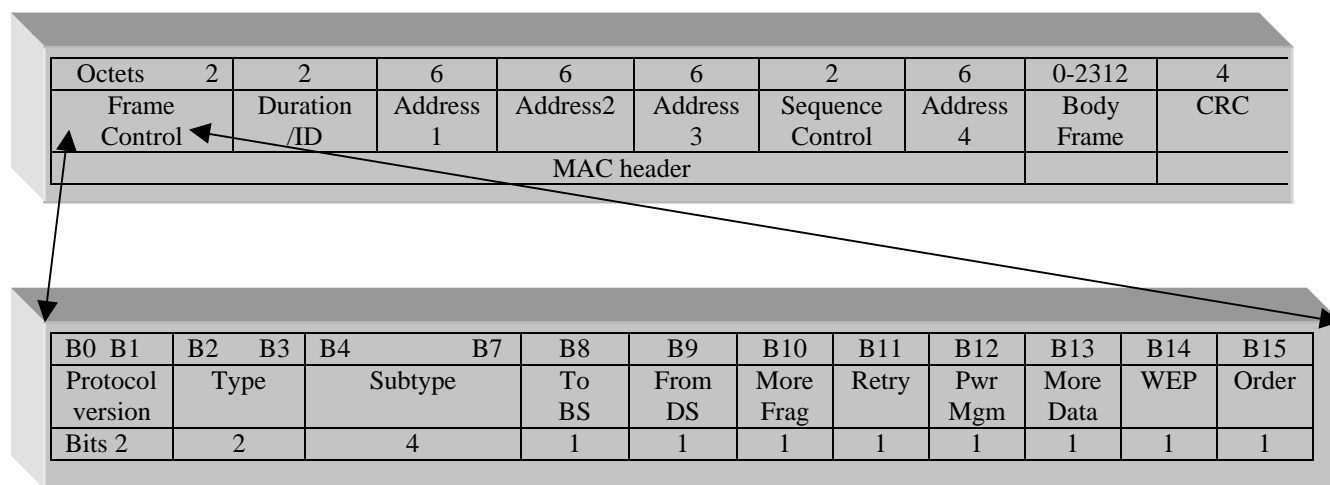 Octets 2 2 6 6 6 2 6 0-2312 4
Frame Duration Address Address2 Address Sequence Address Body CRC
Control /ID 1 3 Control 4 Frame
MAC header
B0 B1 B2 B3 B4 B7 B8 B9 B10 B11 B12 B13 B14 B15
Protocol Type Subtype To From More Retry Pwr More WEP Order
version BS DS Frag Mgm Data
Bits 2 2 4 1 1 1 1 1 1 1 1